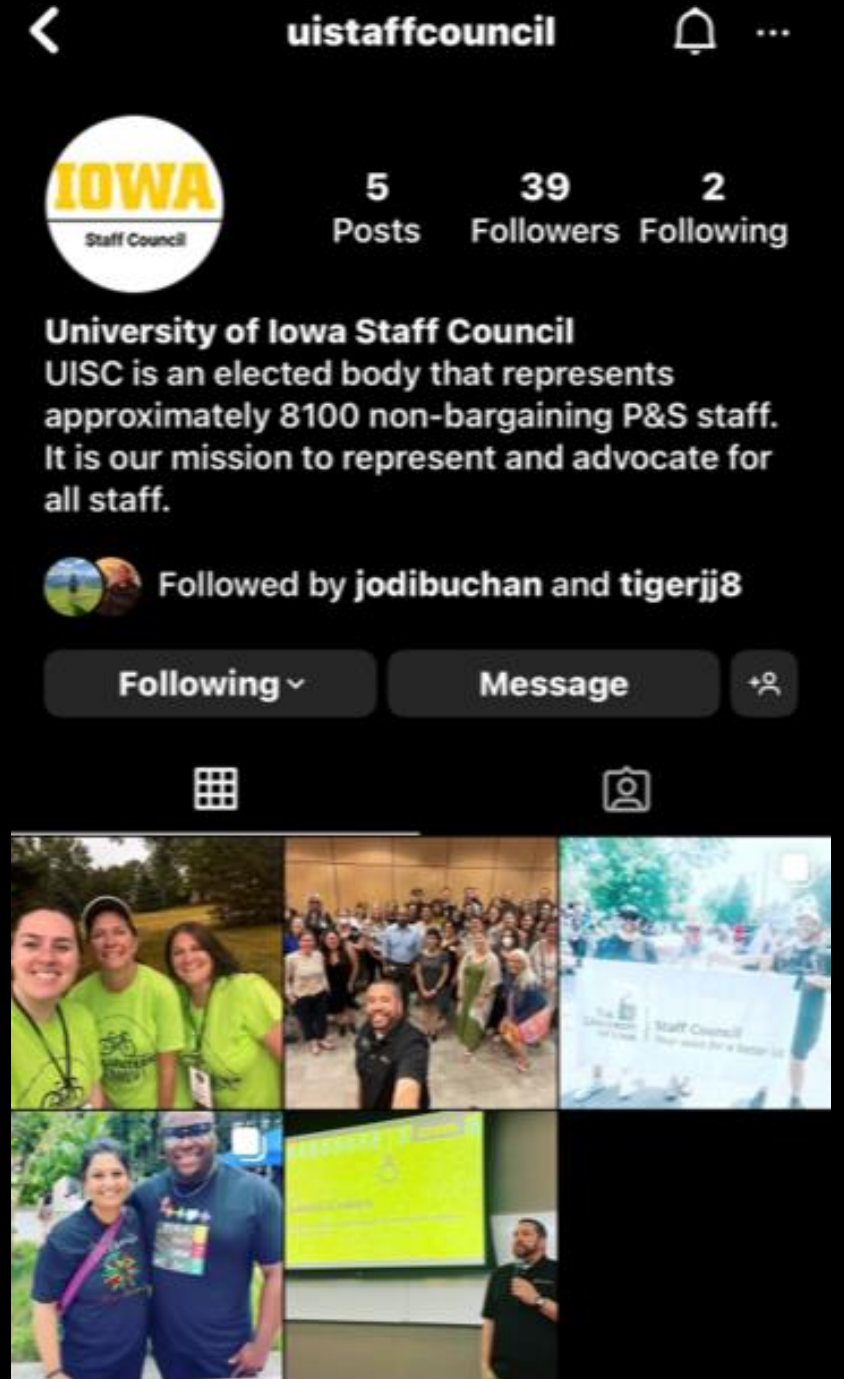 uistaffcouncil
IOWA
Staff Council
5
39
2
Posts
Followers
Following
University of Iowa Staff Council
UISC is an elected body that represents
approximately 8100 non-bargaining P&S staff.
It is our mission to represent and advocate for
all staff.
Followed by jodibuchan and tigerjj8
Following
Message
Staff Council